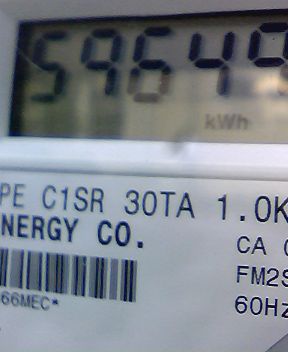 59649
kWh
PE C1SR 30TA 1.0K
NERGY CO.
CA
FM2S
66MEC*
60Hz